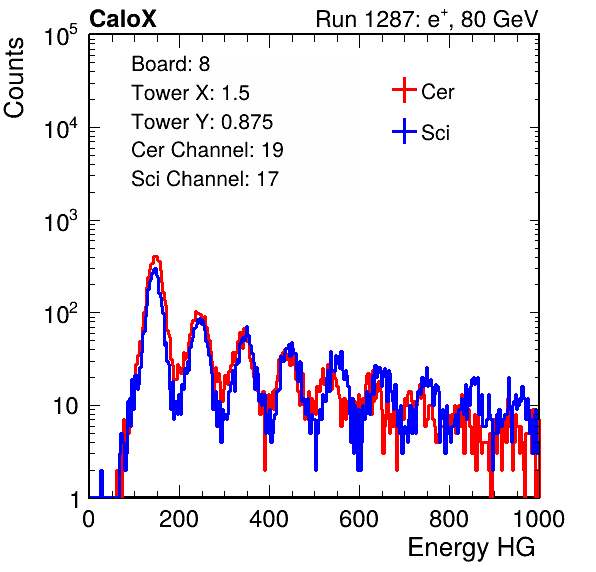 CaloX Run 1287: e⁺, 80 GeV
Counts
10⁵
10⁴
10³
10²
10
1
Board: 8
Tower X: 1.5
Tower Y: 0.875
Cer Channel: 19
Sci Channel: 17
Cer
Sci
0 200 400 600 800 1000
Energy HG